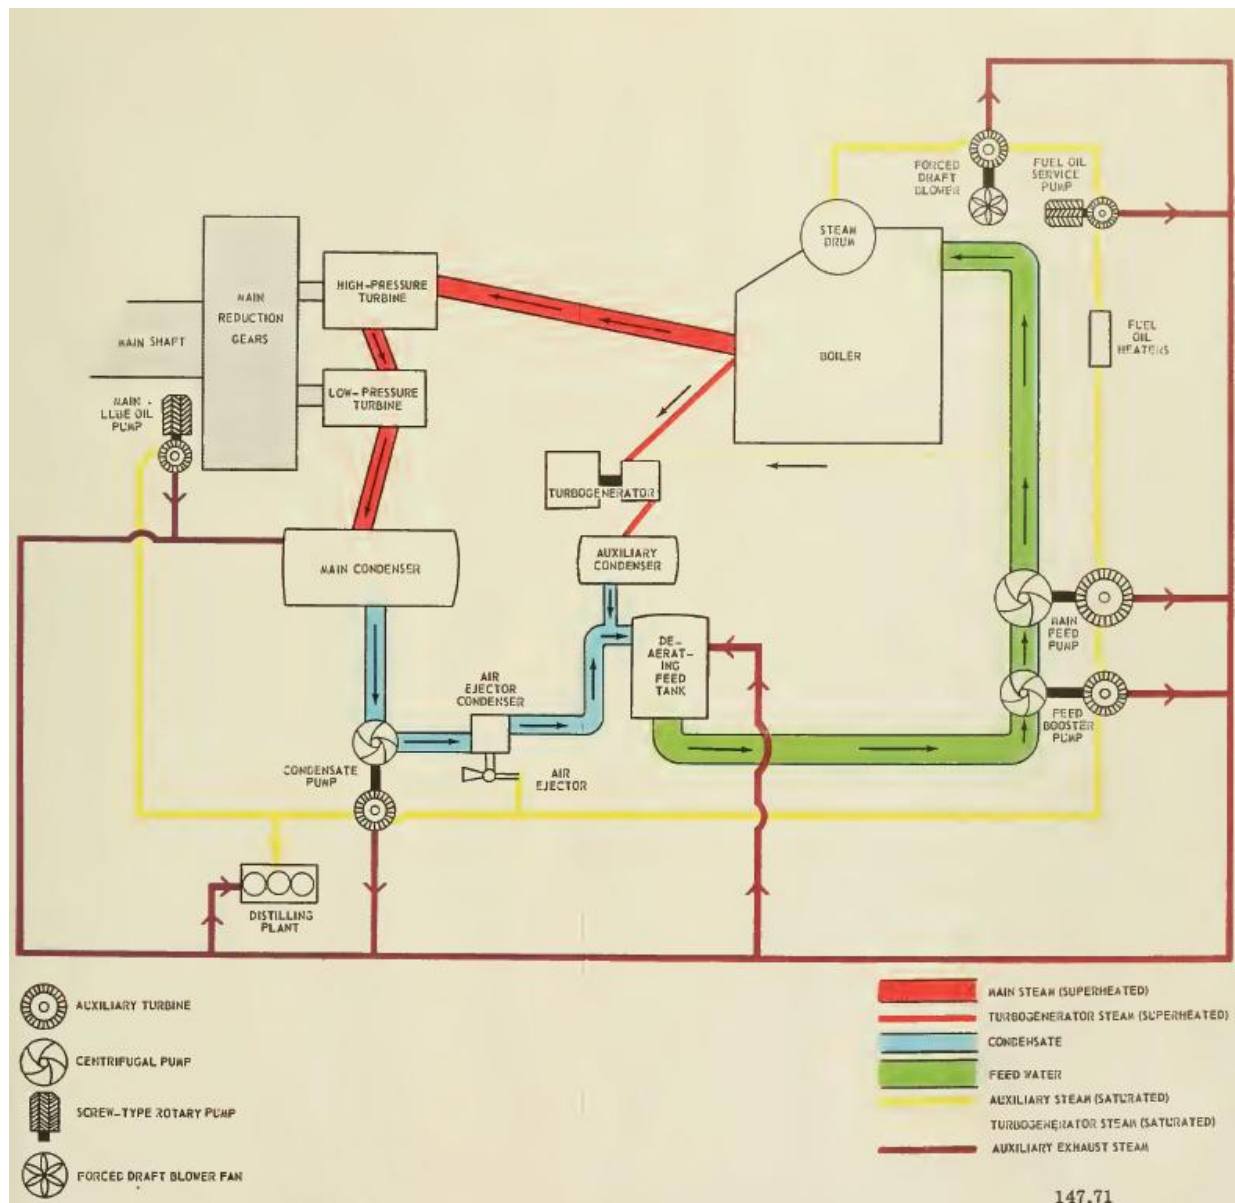 FORCED
DRAFT
BLOWER
FUEL OIL
SERVICE
PUMP
STEAM
DRUM
HIGH-PRESSURE
TURBINE
MAIN
REDUCTION
GEARS
MAIN SHAFT
BOILER
FUEL
OIL
HEATERS
LOW-PRESSURE
TURBINE
MAIN
LUBE OIL
PUMP
TURBOGENERATOR
AUXILIARY
CONDENSER
MAIN CONDENSER
MAIN
FEED
PUMP
DE-
AERAT-
ING
FEED
TANK
AIR
EJECTOR
CONDENSER
FEED
BOOSTER
PUMP
CONDENSATE
PUMP
AIR
EJECTOR
DISTILLING
PLANT
AUXILIARY TURBINE
CENTRIFUGAL PUMP
SCREW-TYPE ROTARY PUMP
FORCED DRAFT BLOWER FAN
MAIN STEAM (SUPERHEATED)
TURBOGENERATOR STEAM (SUPERHEATED)
CONDENSATE
FEED WATER
AUXILIARY STEAM (SATURATED)
TURBOGENERATOR STEAM (SATURATED)
AUXILIARY EXHAUST STEAM
147.71